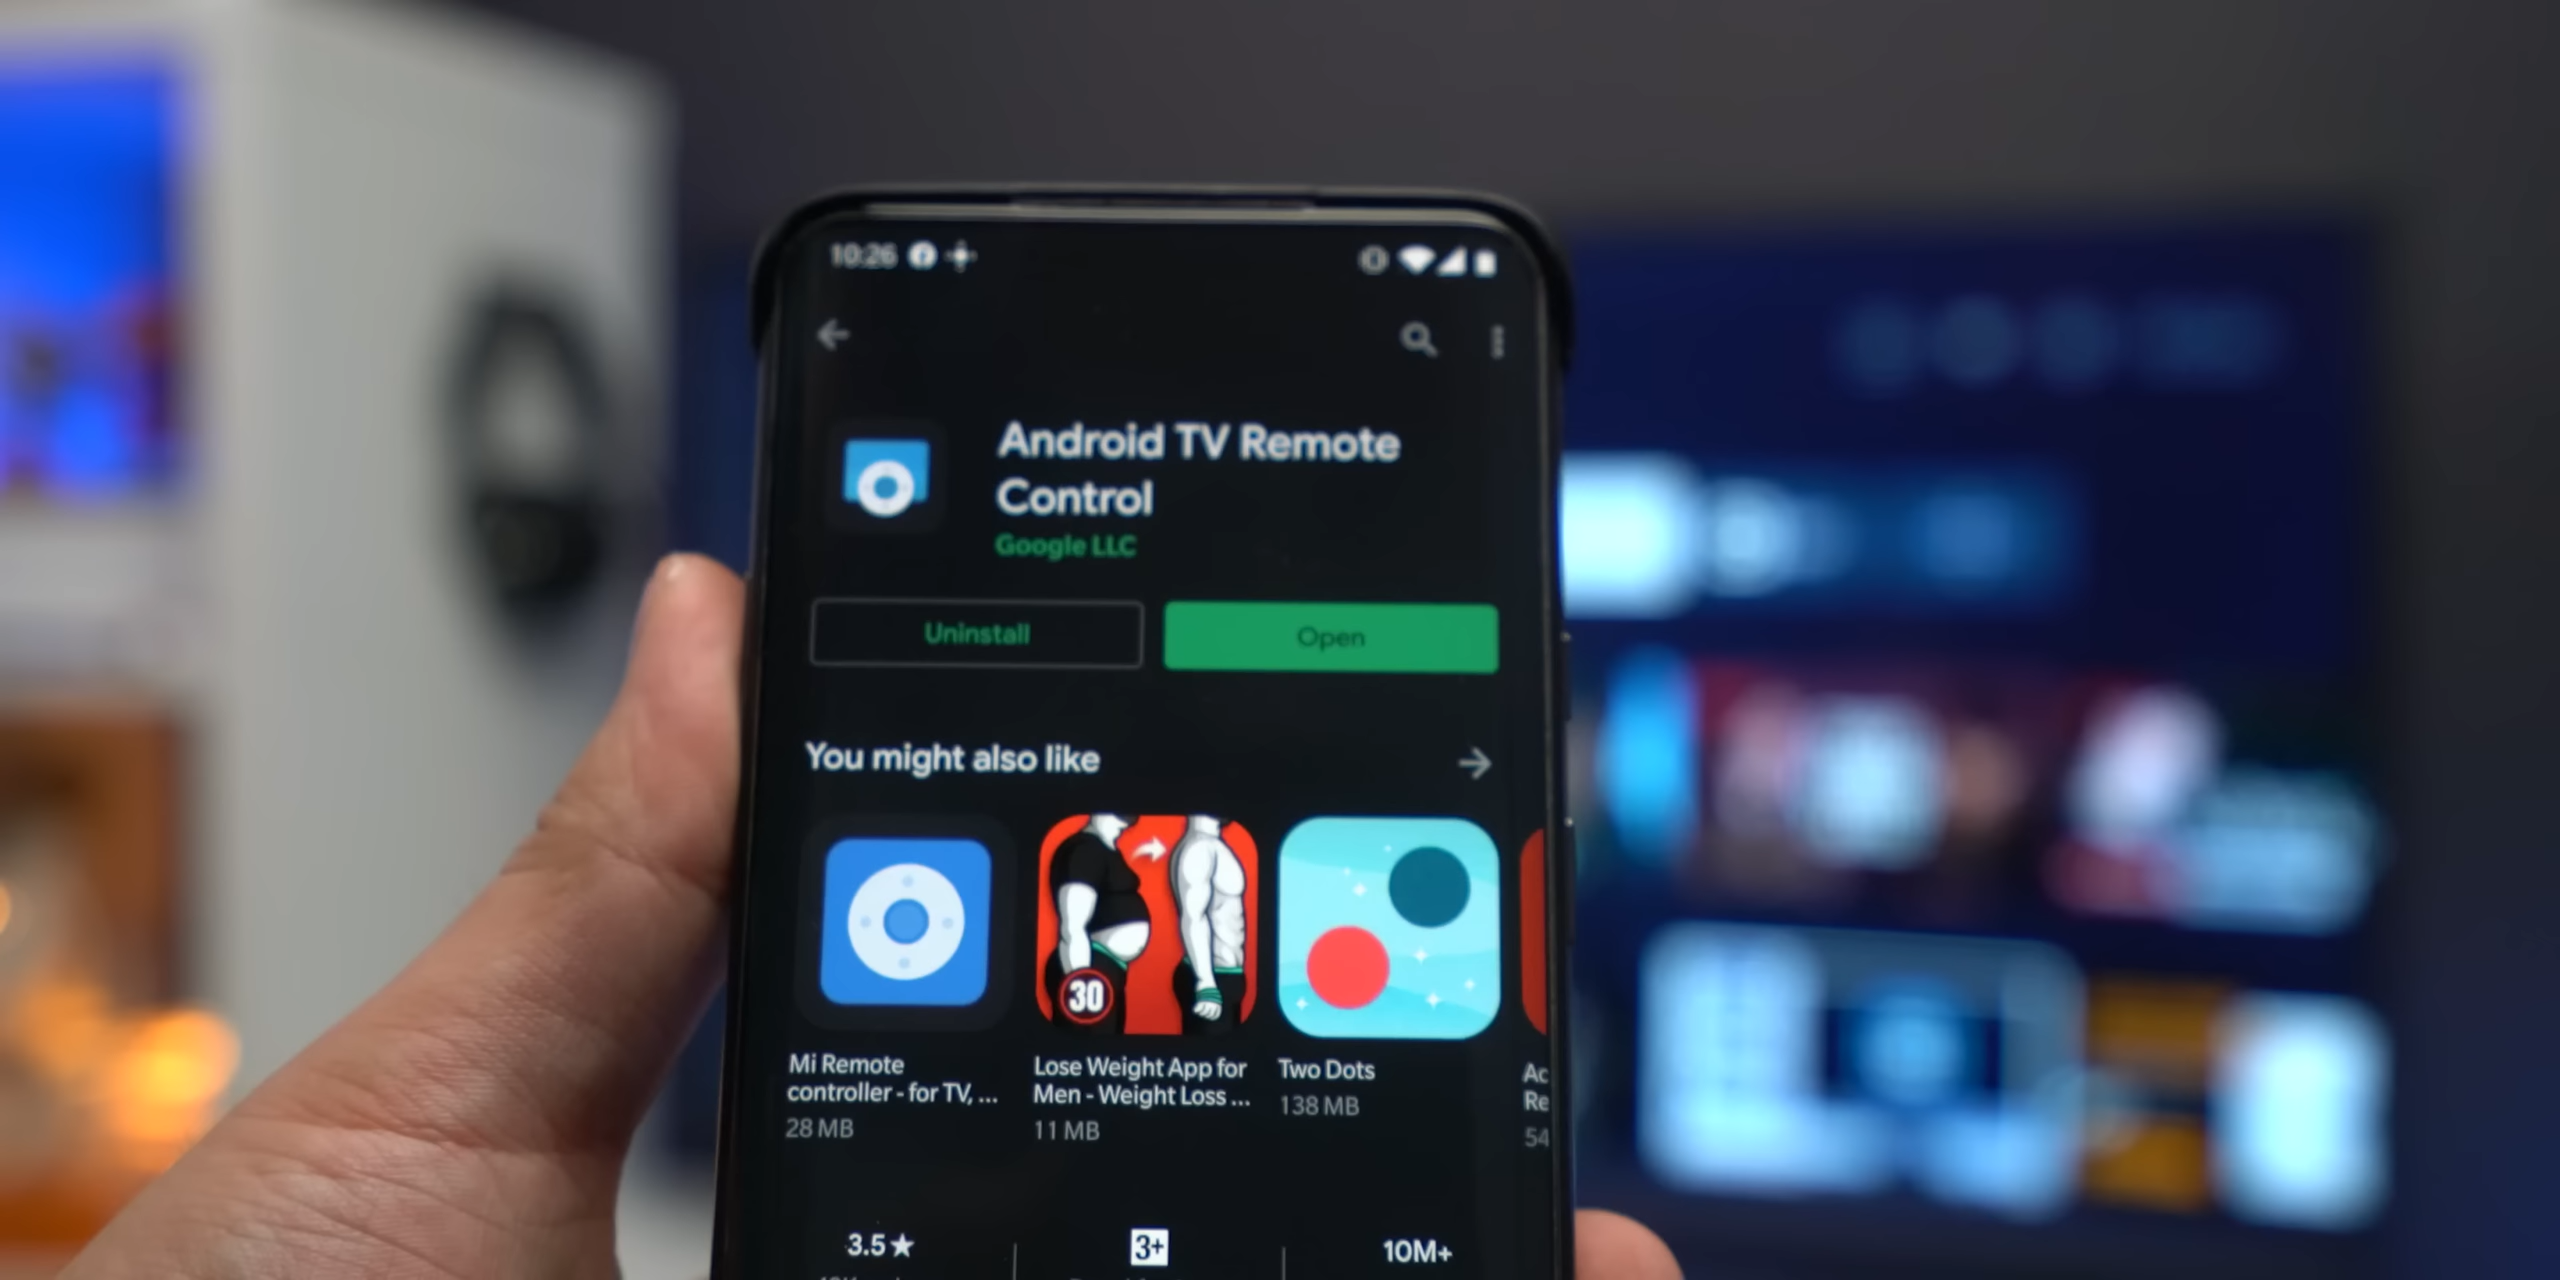 10:26
Android TV Remote
Control
Google LLC
Uninstall
Open
You might also like
30
Mi Remote
controller - for TV, ...
28 MB
Lose Weight App for
Men - Weight Loss ...
11 MB
Two Dots
138 MB
Ac
Re
54
3.5★
3+
10M+